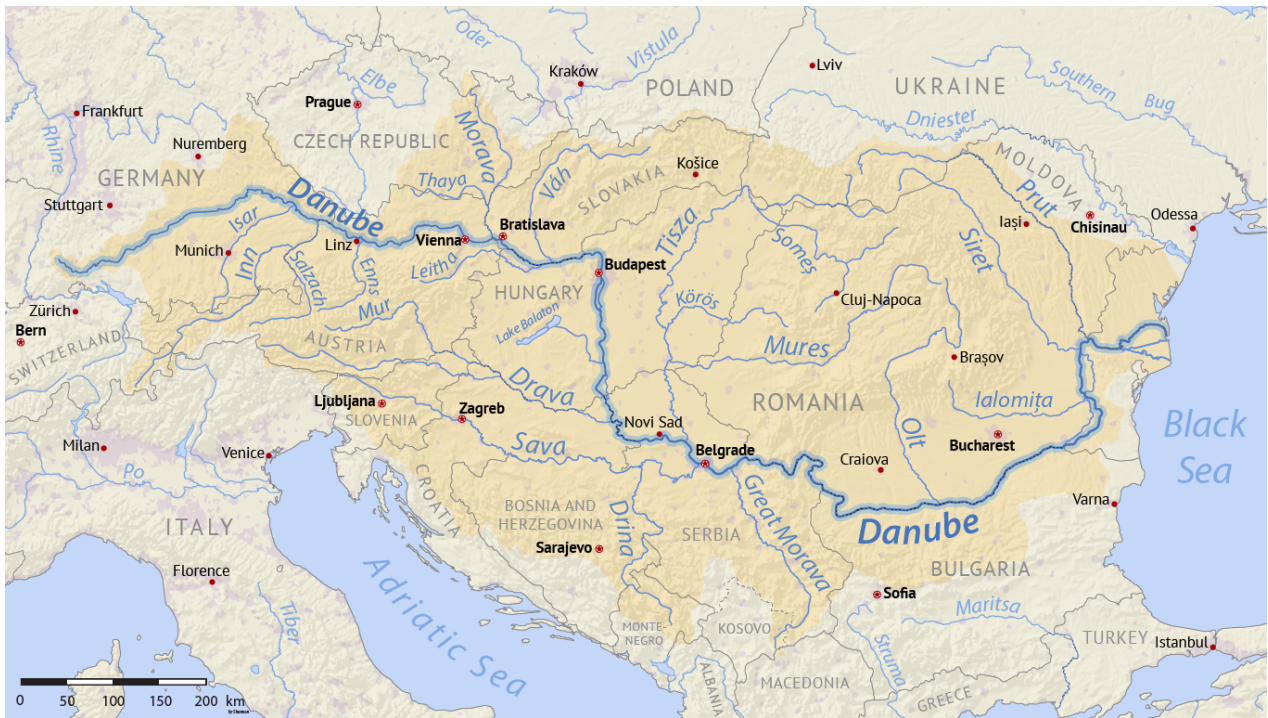 Oder
Vistula
Kraków
Lviv
POLAND
UKRAINE
Southern
Bug
Elbe
Prague
Frankfurt
Dniester
Rhine
CZECH REPUBLIC
Morava
Nuremberg
MOLDOVA
Košice
GERMANY
Danube
Thaya
Váh
SLOVAKIA
Prut
Stuttgart
Isar
Bratislava
Tisza
Iași
Chisinau
Odessa
Munich
Linz
Vienna
Someș
Siret
Inn
Salzach
Enns
Leitha
Budapest
HUNGARY
Körös
Cluj-Napoca
Zürich
Mur
Lake Balaton
Bern
SWITZERLAND
AUSTRIA
Mures
Brașov
Drava
Ljubljana
SLOVENIA
Zagreb
ROMANIA
Ialomița
Novi Sad
Olt
Bucharest
Black
Sea
Milan
Venice
Sava
Belgrade
Craiova
Po
CROATIA
BOSNIA AND
HERZEGOVINA
Drina
Great Morava
Varna
ITALY
Danube
SERBIA
Sarajevo
Florence
Adriatic Sea
BULGARIA
Sofia
Maritsa
Tiber
MONTE-
NEGRO
KOSOVO
TURKEY
Istanbul
Struma
ALBANIA
MACEDONIA
GREECE
0 50 100 150 200 km